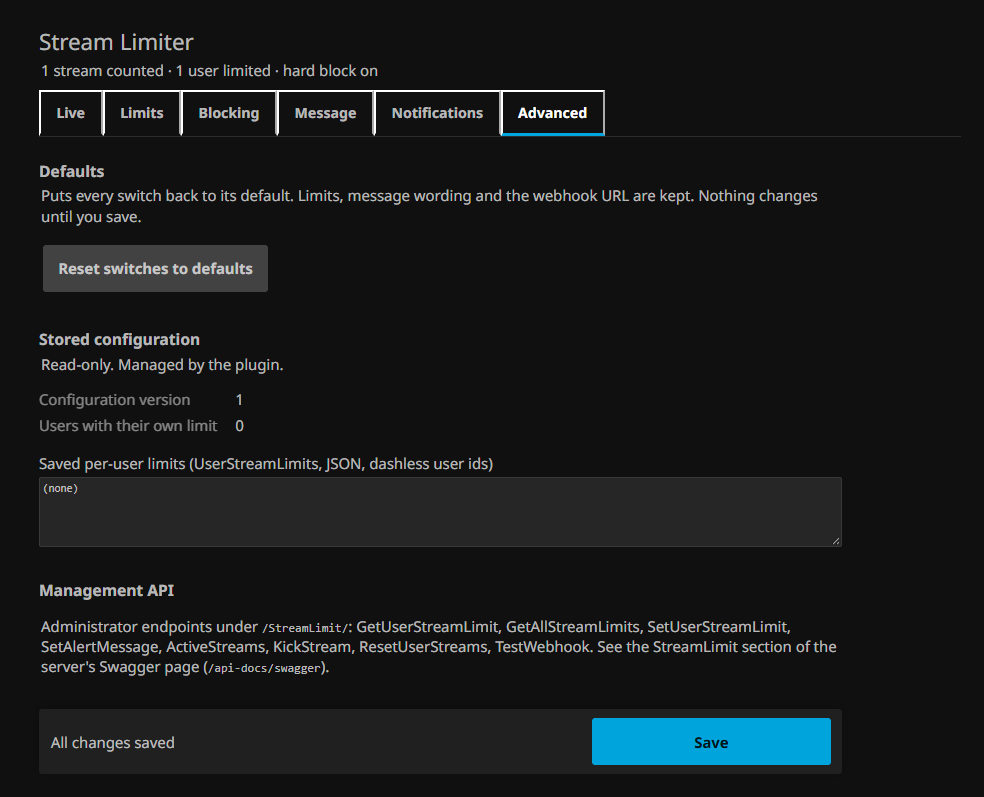 Stream Limiter
1 stream counted · 1 user limited · hard block on
Live
Limits
Blocking
Message
Notifications
Advanced
Defaults
Puts every switch back to its default. Limits, message wording and the webhook URL are kept. Nothing changes
until you save.
Reset switches to defaults
Stored configuration
Read-only. Managed by the plugin.
Configuration version 1
Users with their own limit 0
Saved per-user limits (UserStreamLimits, JSON, dashless user ids)
(none)
Management API
Administrator endpoints under /StreamLimit/: GetUserStreamLimit, GetAllStreamLimits, SetUserStreamLimit,
SetAlertMessage, ActiveStreams, KickStream, ResetUserStreams, TestWebhook. See the StreamLimit section of the
server's Swagger page (/api-docs/swagger).
All changes saved
Save